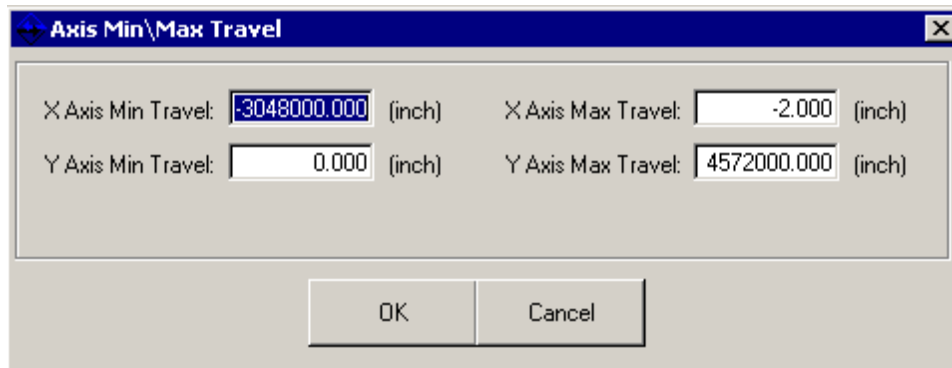 Axis Min\Max Travel
X Axis Min Travel: -3048000.000 (inch) X Axis Max Travel: -2.000 (inch)
Y Axis Min Travel: 0.000 (inch) Y Axis Max Travel: 4572000.000 (inch)
OK Cancel